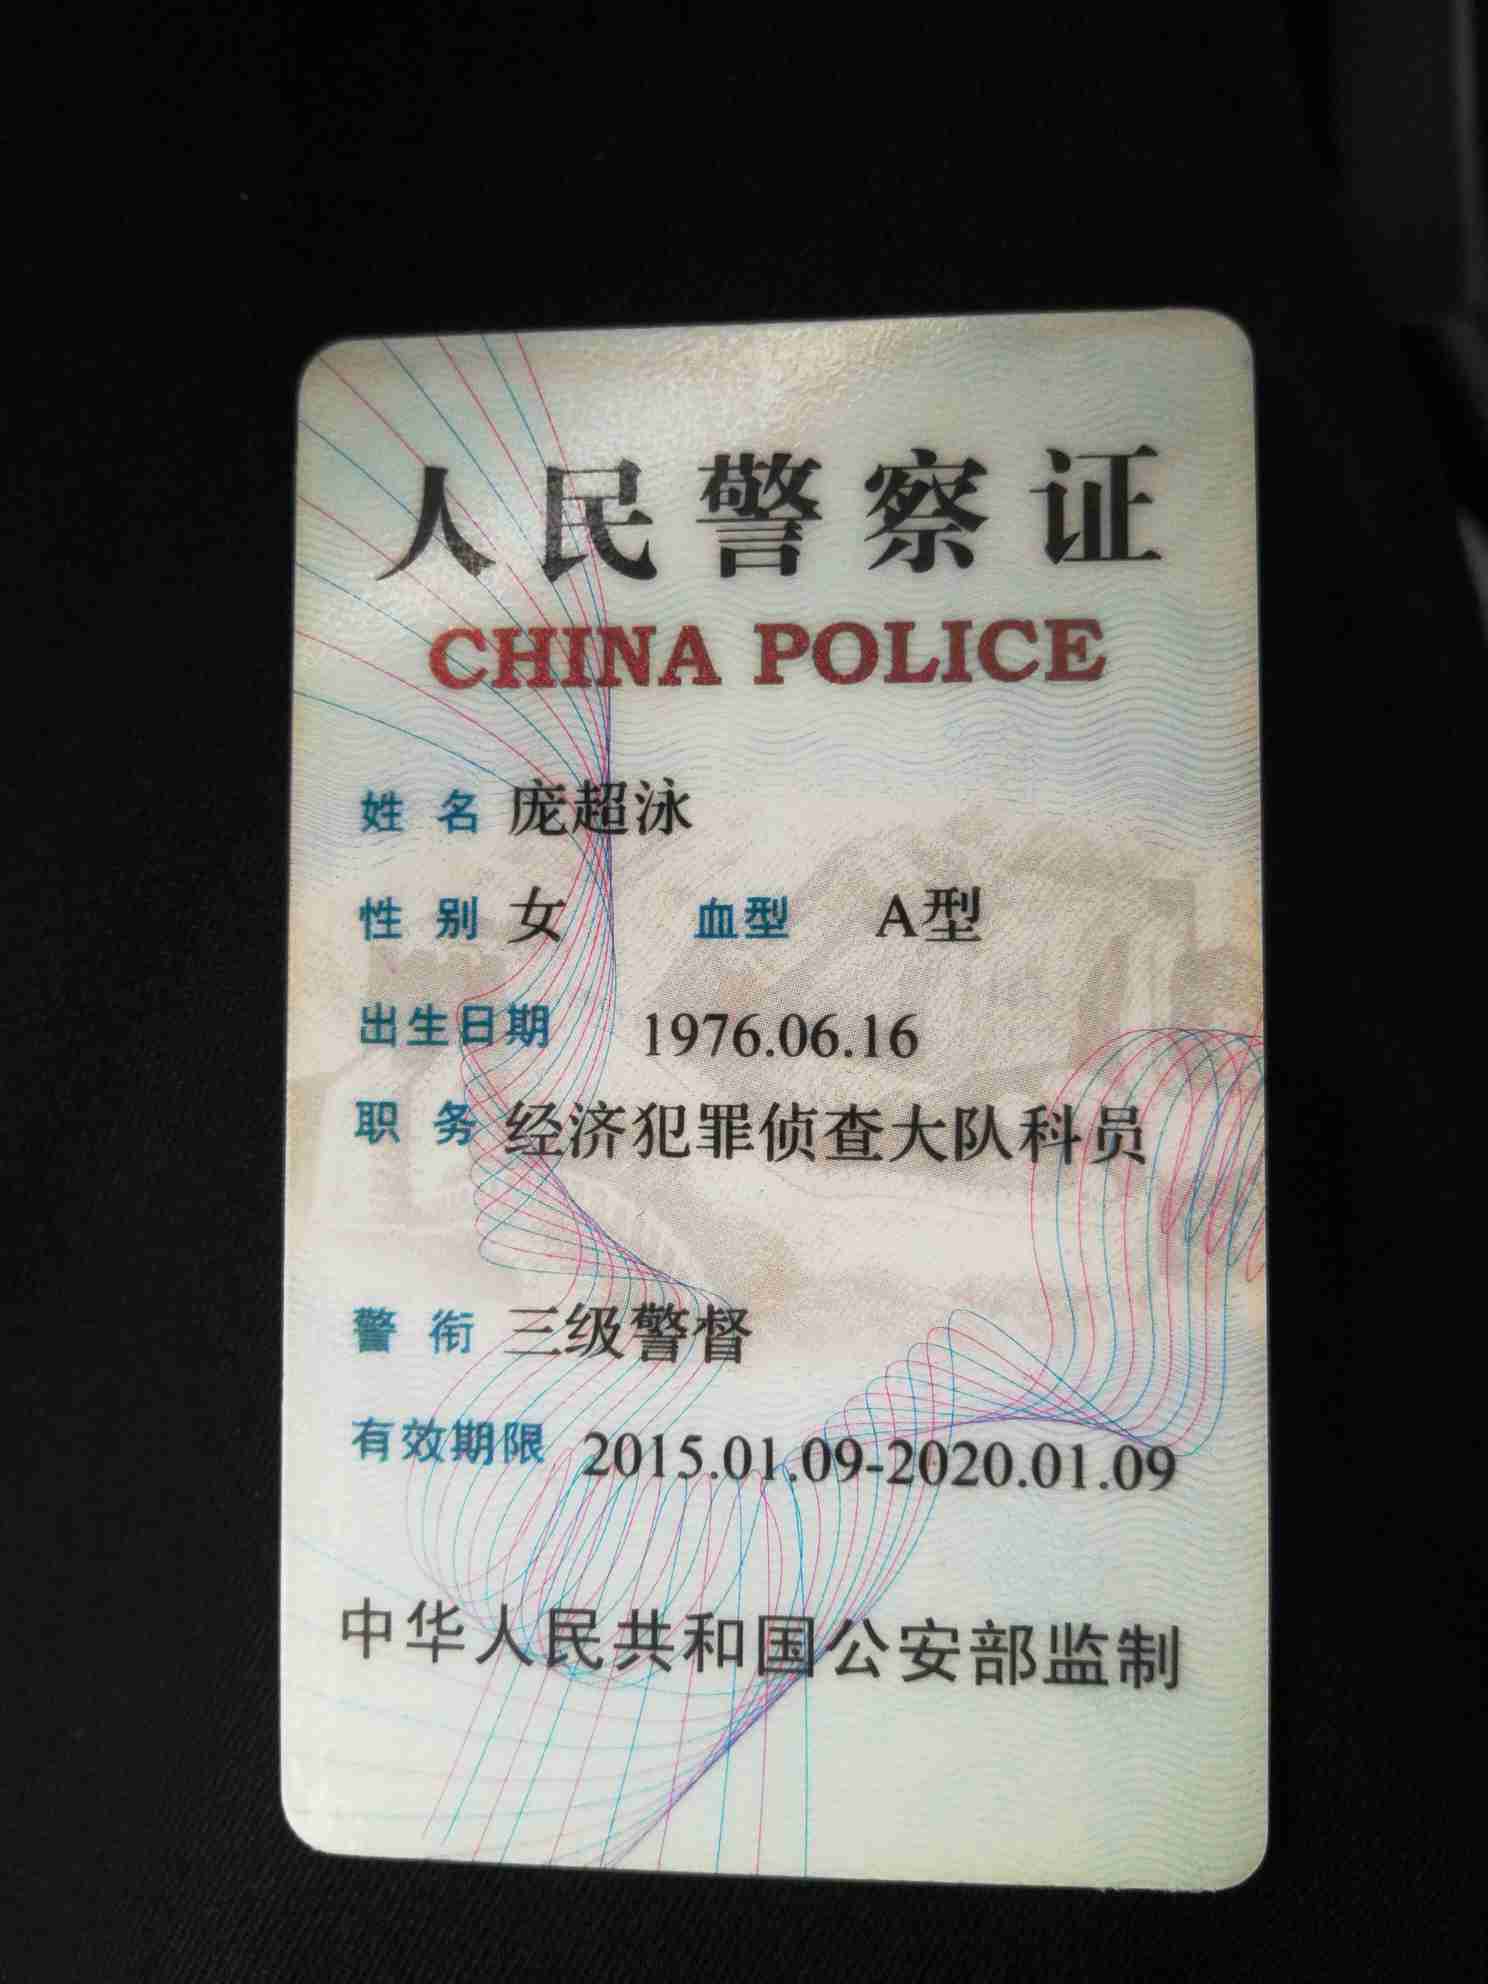 人民警察证
CHINA POLICE
姓 名 庞超泳
性 别 女 血型 A型
出生日期 1976.06.16
职 务 经济犯罪侦查大队科员
警 衔 三级警督
有效期限 2015.01.09-2020.01.09
中华人民共和国公安部监制